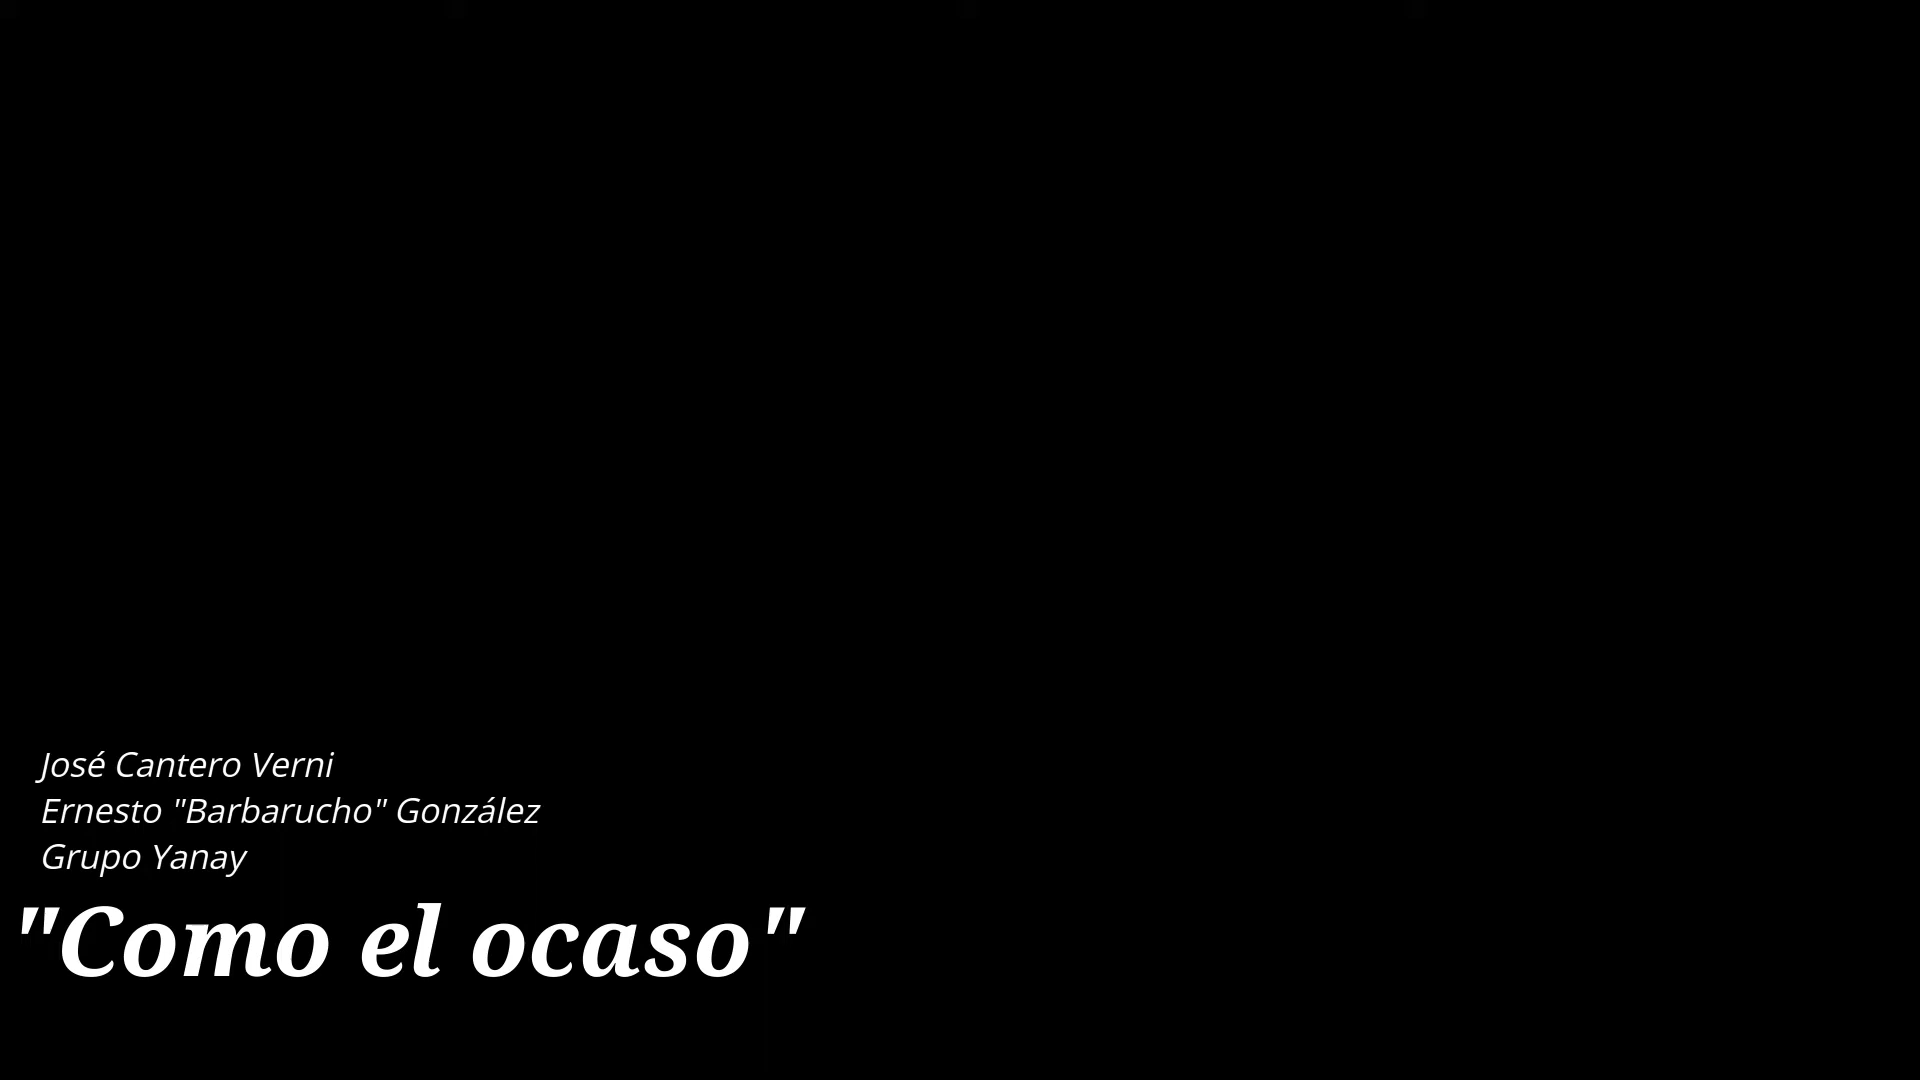 José Cantero Verni
Ernesto "Barbarucho" González
Grupo Yanay
"Como el ocaso"